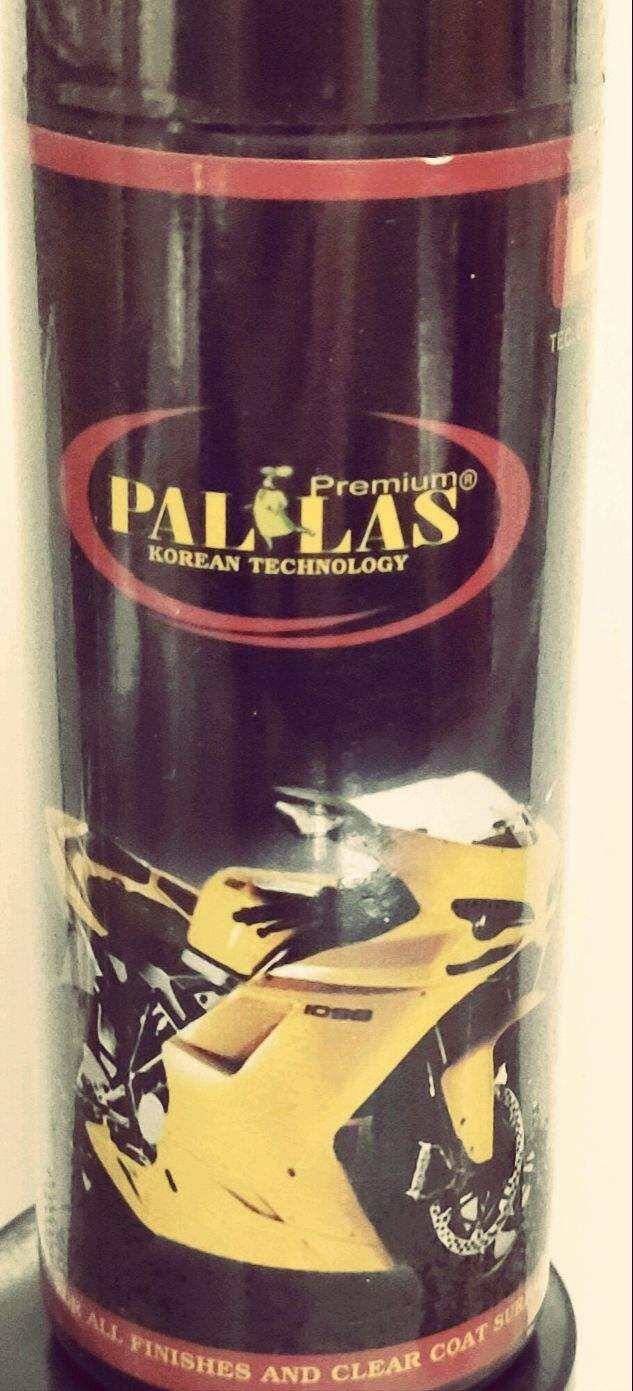 Premium®
PALLAS
KOREAN TECHNOLOGY
1098
ALL FINISHES AND CLEAR COAT